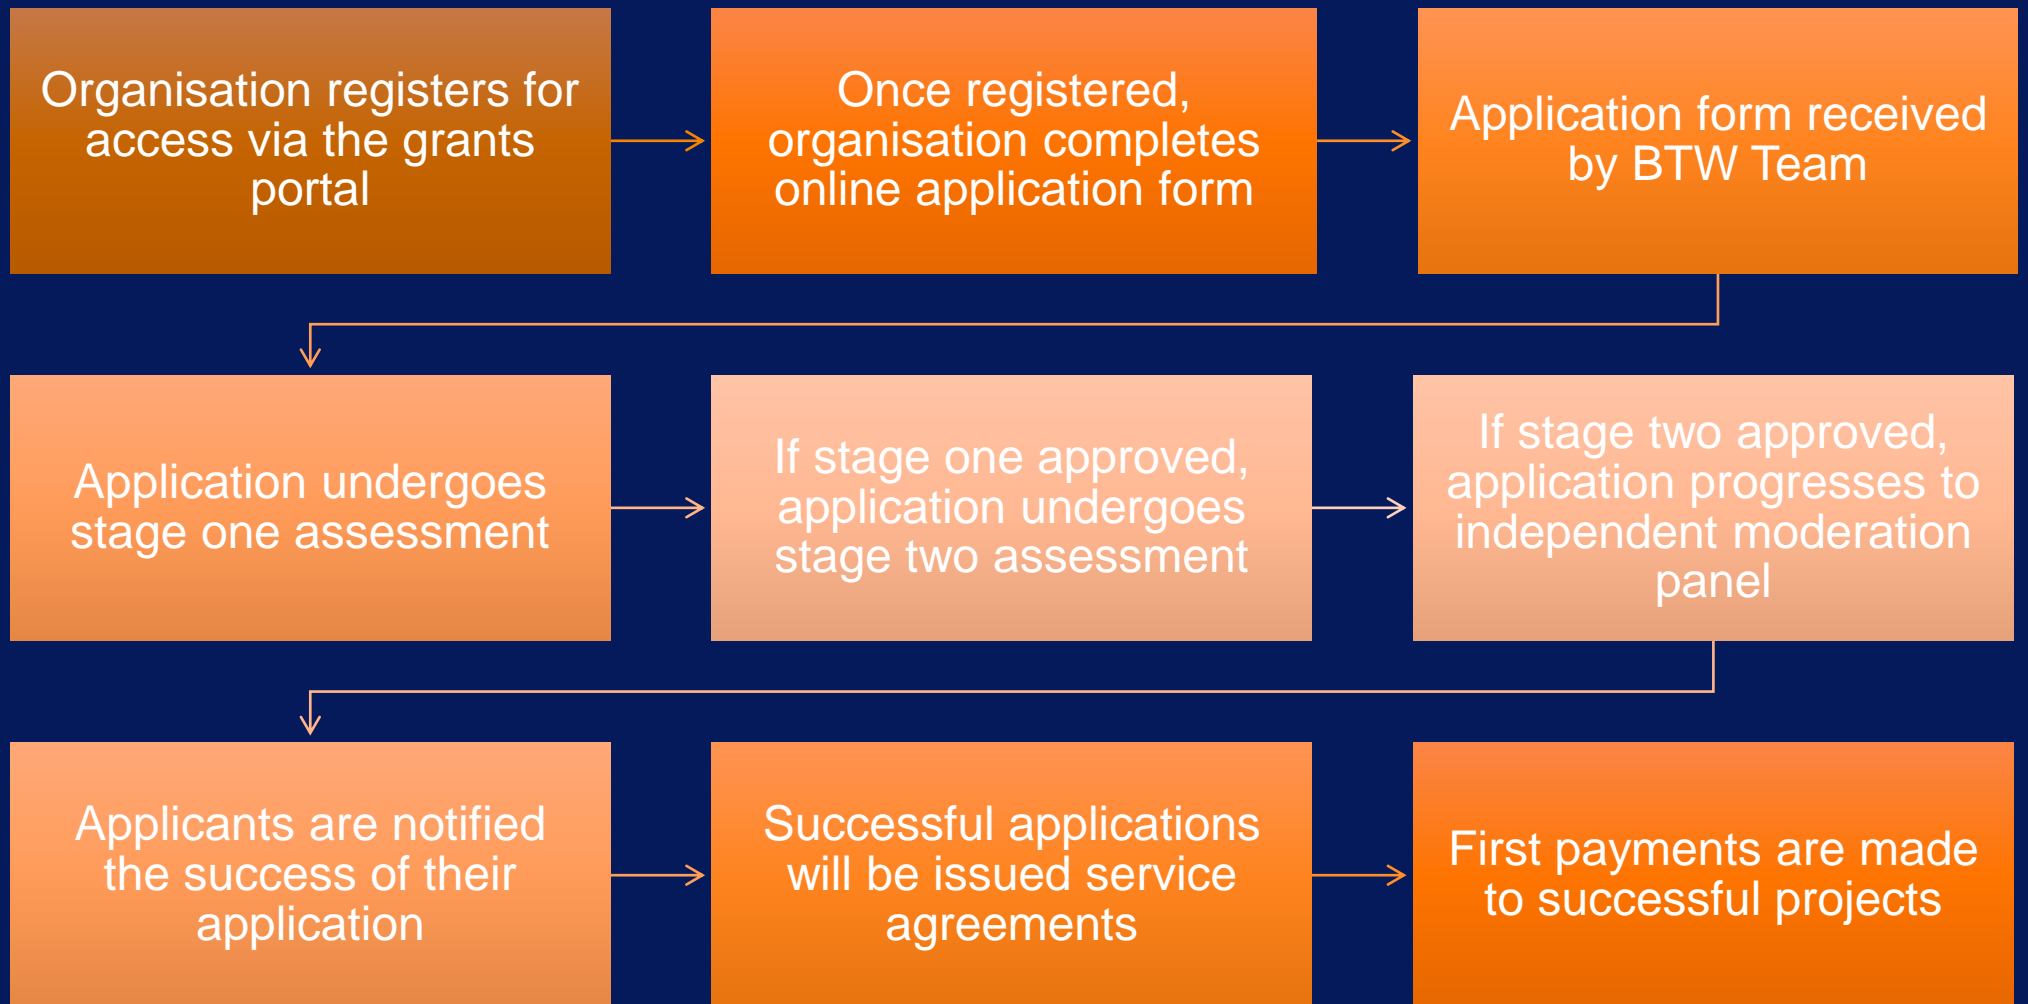 Organisation registers for
access via the grants
portal
Once registered,
organisation completes
online application form
Application form received
by BTW Team
Application undergoes
stage one assessment
If stage one approved,
application undergoes
stage two assessment
If stage two approved,
application progresses to
independent moderation
panel
Applicants are notified
the success of their
application
Successful applications
will be issued service
agreements
First payments are made
to successful projects